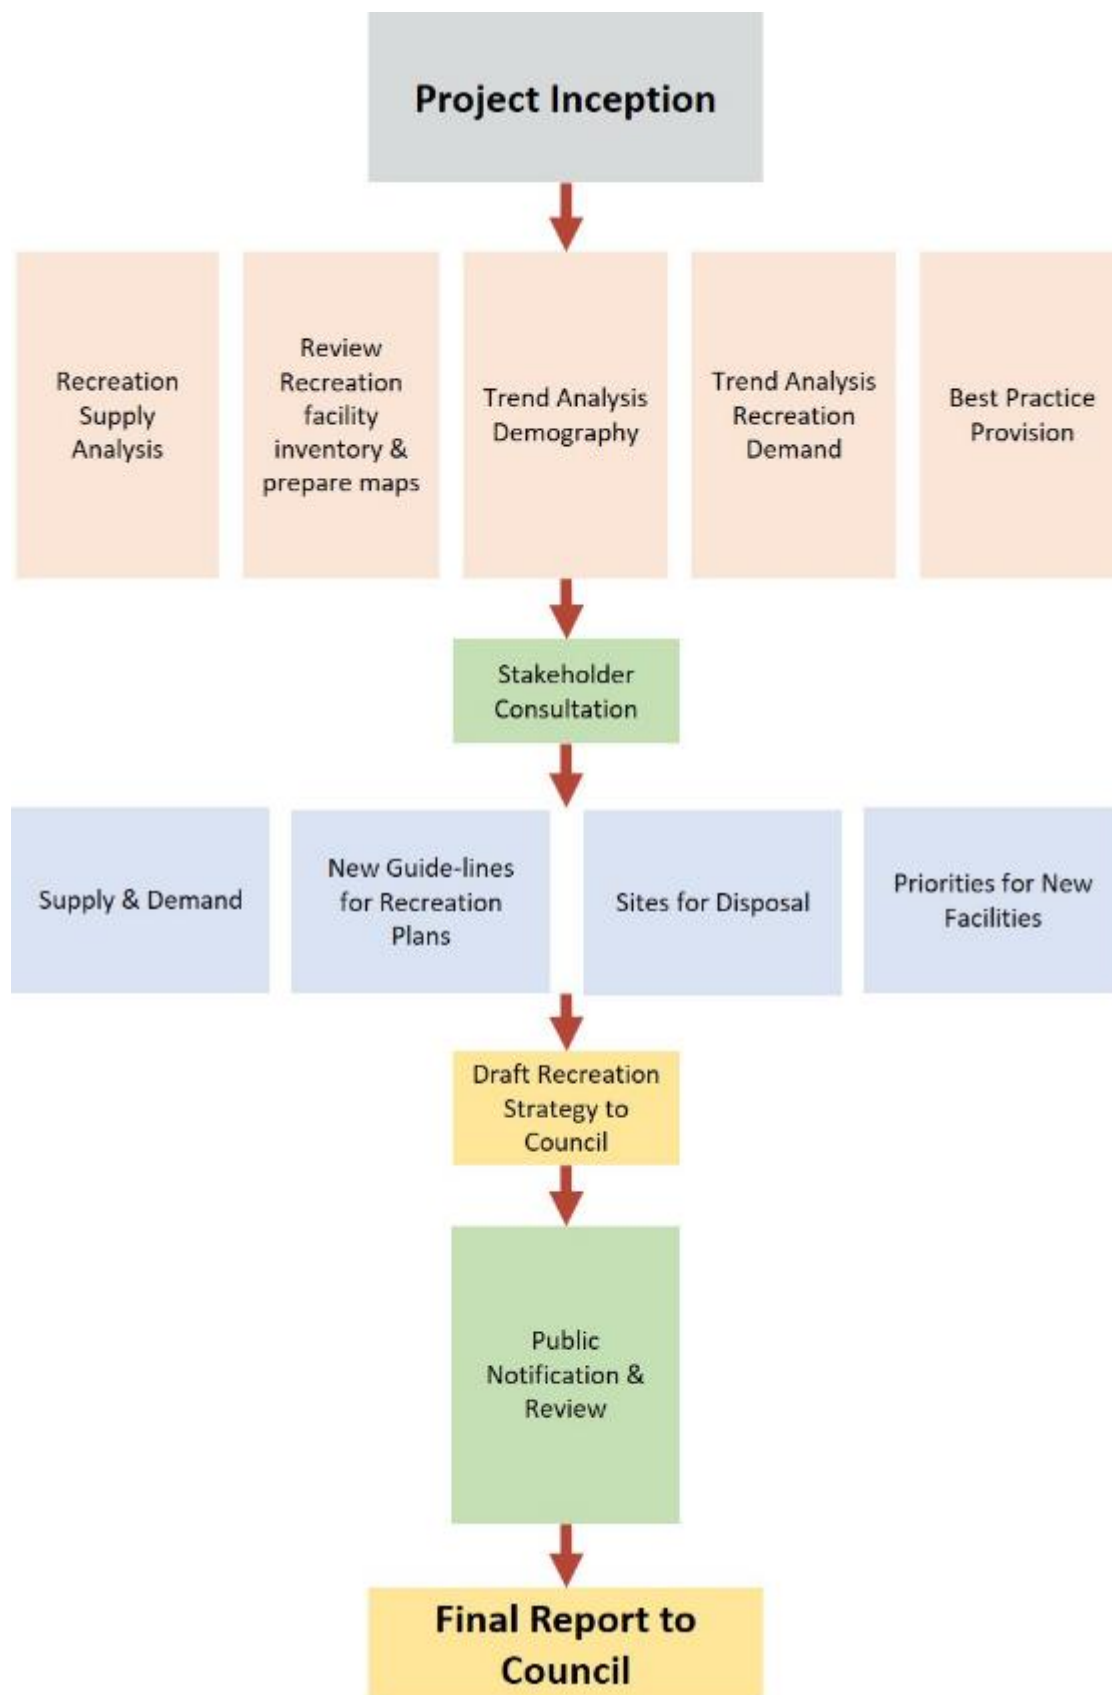 Project Inception
Recreation
Supply
Analysis
Review
Recreation
facility
inventory &
prepare maps
Trend Analysis
Demography
Trend Analysis
Recreation
Demand
Best Practice
Provision
Stakeholder
Consultation
Supply & Demand
New Guide-lines
for Recreation
Plans
Sites for Disposal
Priorities for New
Facilities
Draft Recreation
Strategy to
Council
Public
Notification &
Review
Final Report to
Council